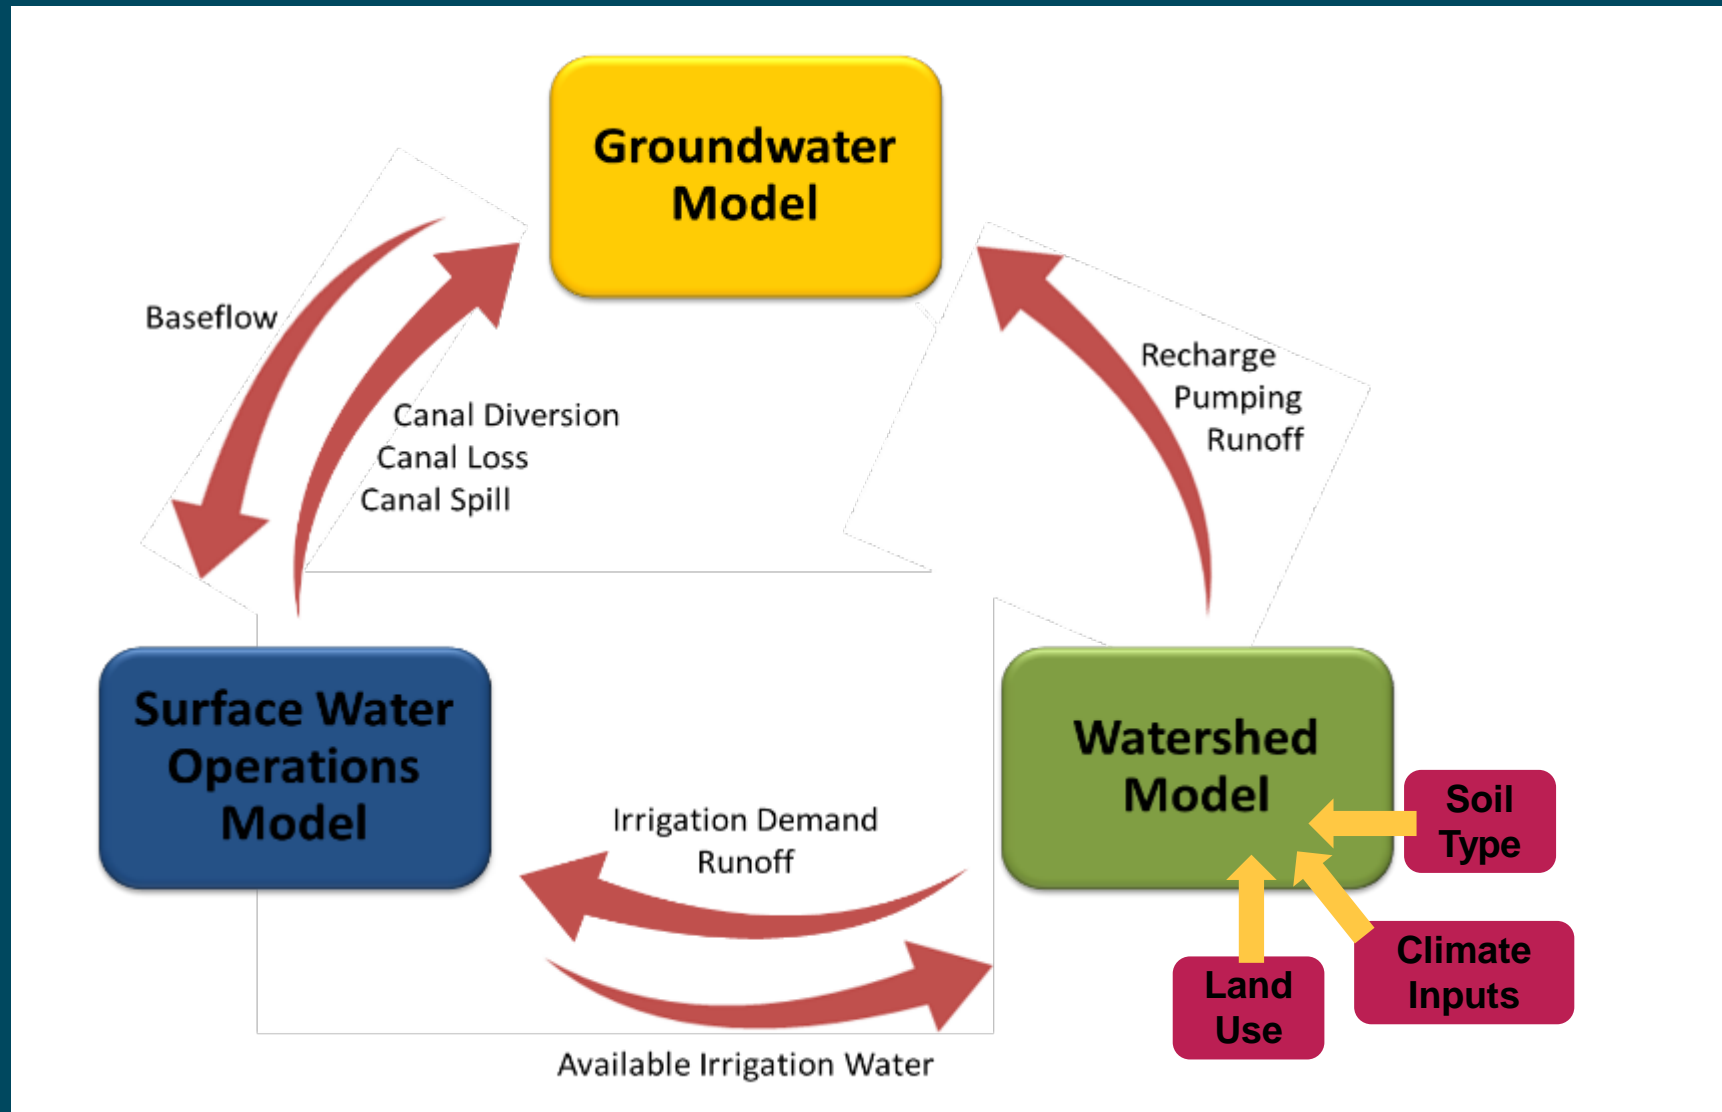 Groundwater
Model
Baseflow
Canal Diversion
Canal Loss
Canal Spill
Recharge
Pumping
Runoff
Surface Water
Operations
Model
Watershed
Model
Irrigation Demand
Runoff
Available Irrigation Water
Soil
Type
Climate
Inputs
Land
Use